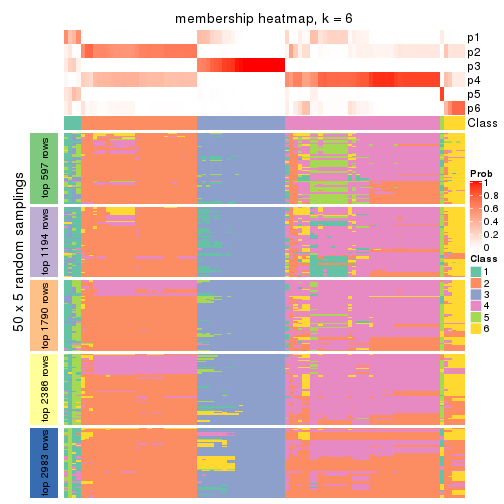 membership heatmap, k = 6
p1
p2
p3
p4
p5
p6
Class
50 x 5 random samplings
top 597 rows
top 1194 rows
top 1790 rows
top 2386 rows
top 2983 rows
Prob
1
0.8
0.6
0.4
0.2
0
Class
1
2
3
4
5
6